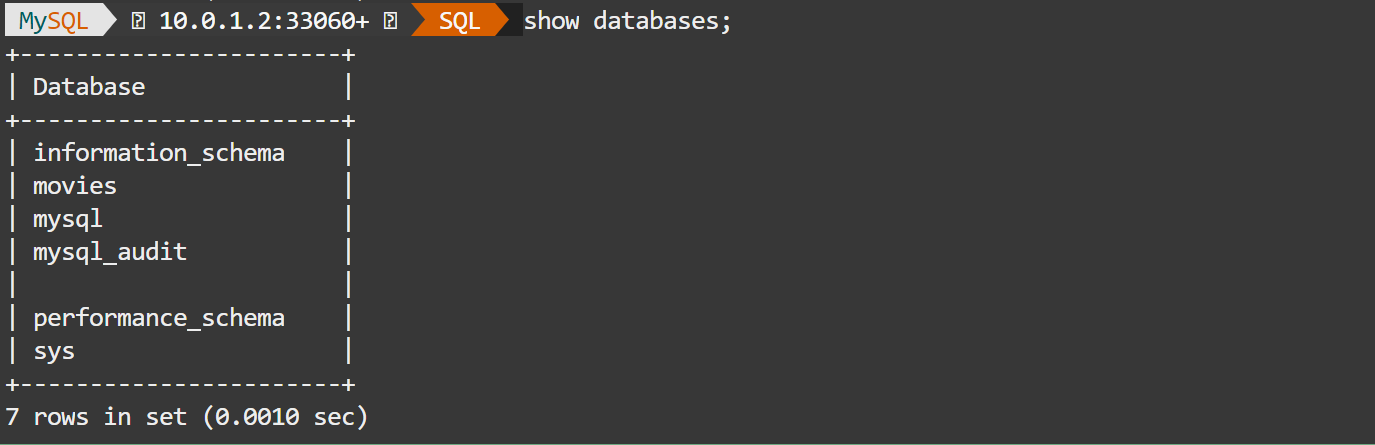 MySQL 10.0.1.2:33060+ SQL show databases;
+-----------------------+
| Database |
+-----------------------+
| information_schema |
| movies |
| mysql |
| mysql_audit |
| |
| performance_schema |
| sys |
+-----------------------+
7 rows in set (0.0010 sec)